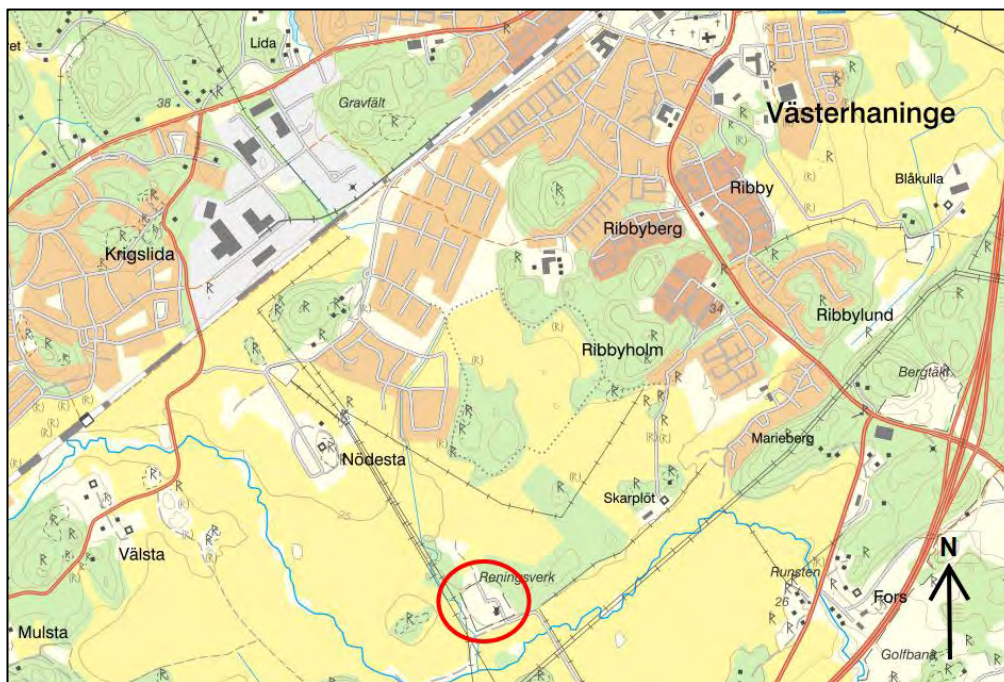 et
Lida
38
Gravfält
Västerhaninge
Blåkulla
Ribby
Ribbyberg
Krigslida
R
(R)
34
Ribbylund
Ribbyholm
Bergtäkt
Marieberg
Nödesta
Skarplöt
25
Välsta
Reningsverk
N
Runsten
26
Fors
Mulsta
Golfbana